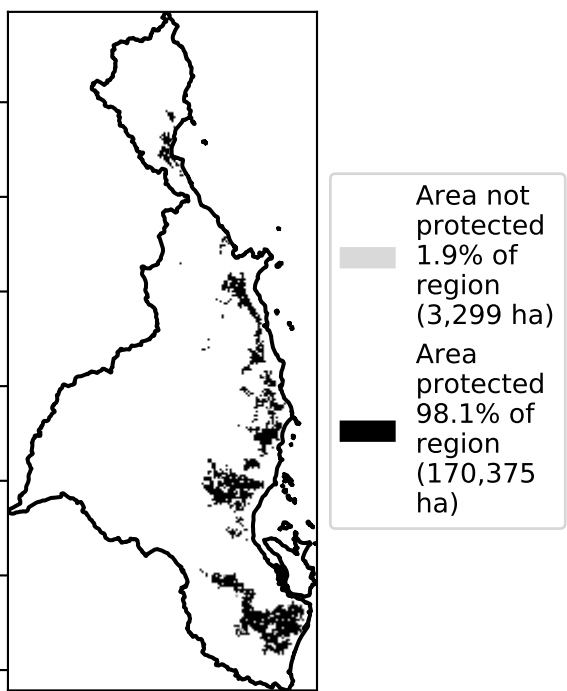 Area not
protected
1.9% of
region
(3,299 ha)
Area
protected
98.1% of
region
(170,375
ha)